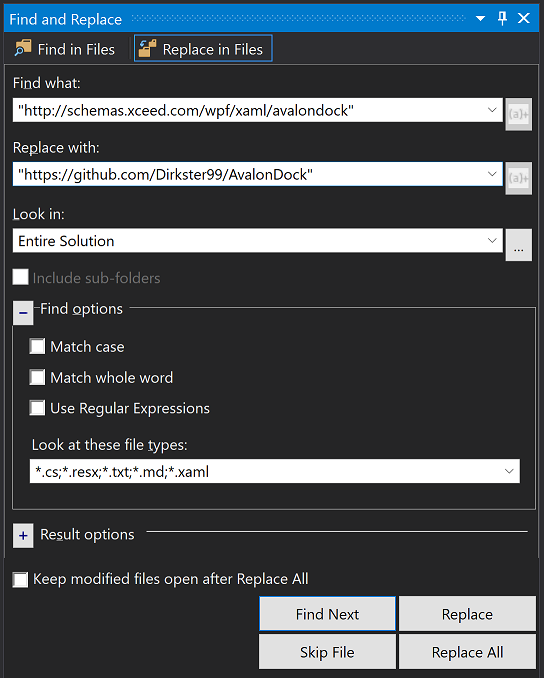 Find and Replace
Find in Files Replace in Files
Find what:
"http://schemas.xceed.com/wpf/xaml/avalondock"
(a)+
Replace with:
"https://github.com/Dirkster99/AvalonDock"
(a)+
Look in:
Entire Solution
...
Include sub-folders
Find options
Match case
Match whole word
Use Regular Expressions
Look at these file types:
*.cs;*.resx;*.txt;*.md;*.xaml
Result options
Keep modified files open after Replace All
Find Next Replace
Skip File Replace All